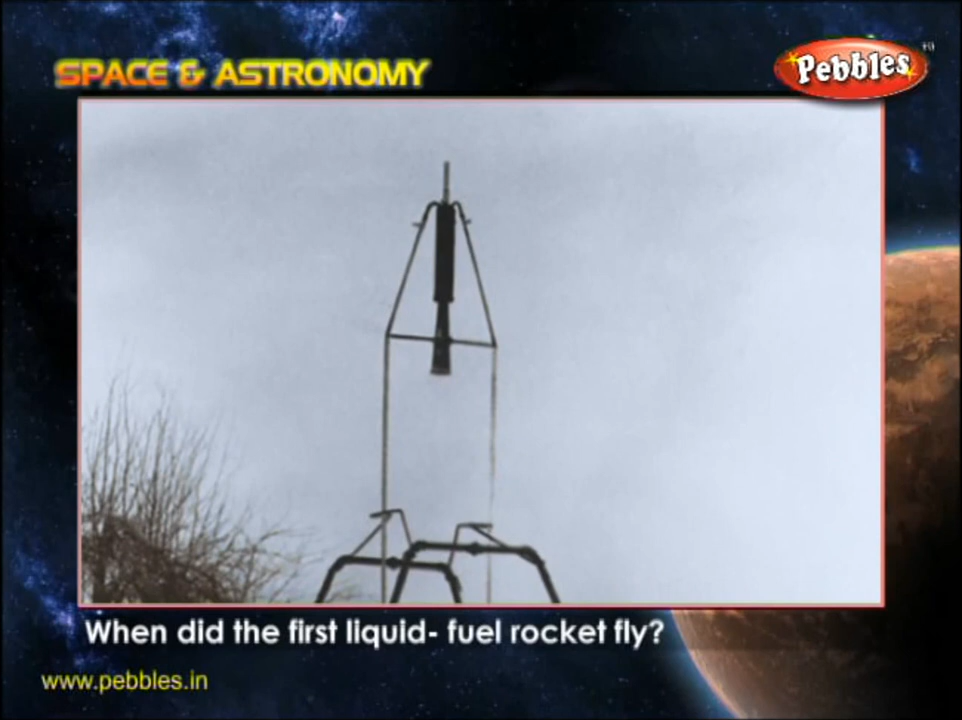 SPACE & ASTRONOMY
Pebbles
When did the first liquid- fuel rocket fly?
www.pebbles.in